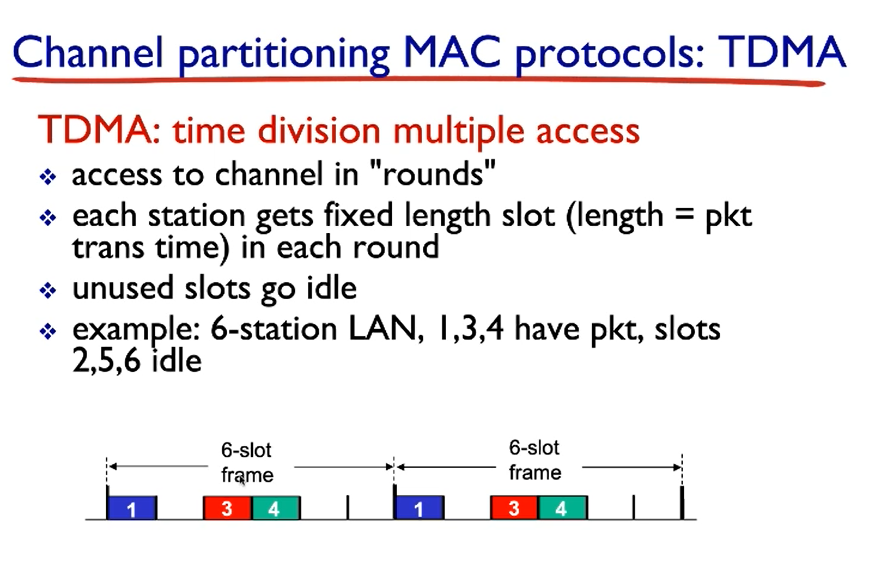 Channel partitioning MAC protocols: TDMA
TDMA: time division multiple access
❖ access to channel in "rounds"
❖ each station gets fixed length slot (length = pkt
trans time) in each round
❖ unused slots go idle
❖ example: 6-station LAN, 1,3,4 have pkt, slots
2,5,6 idle
6-slot
frame
6-slot
frame
1 3 4 1 3 4